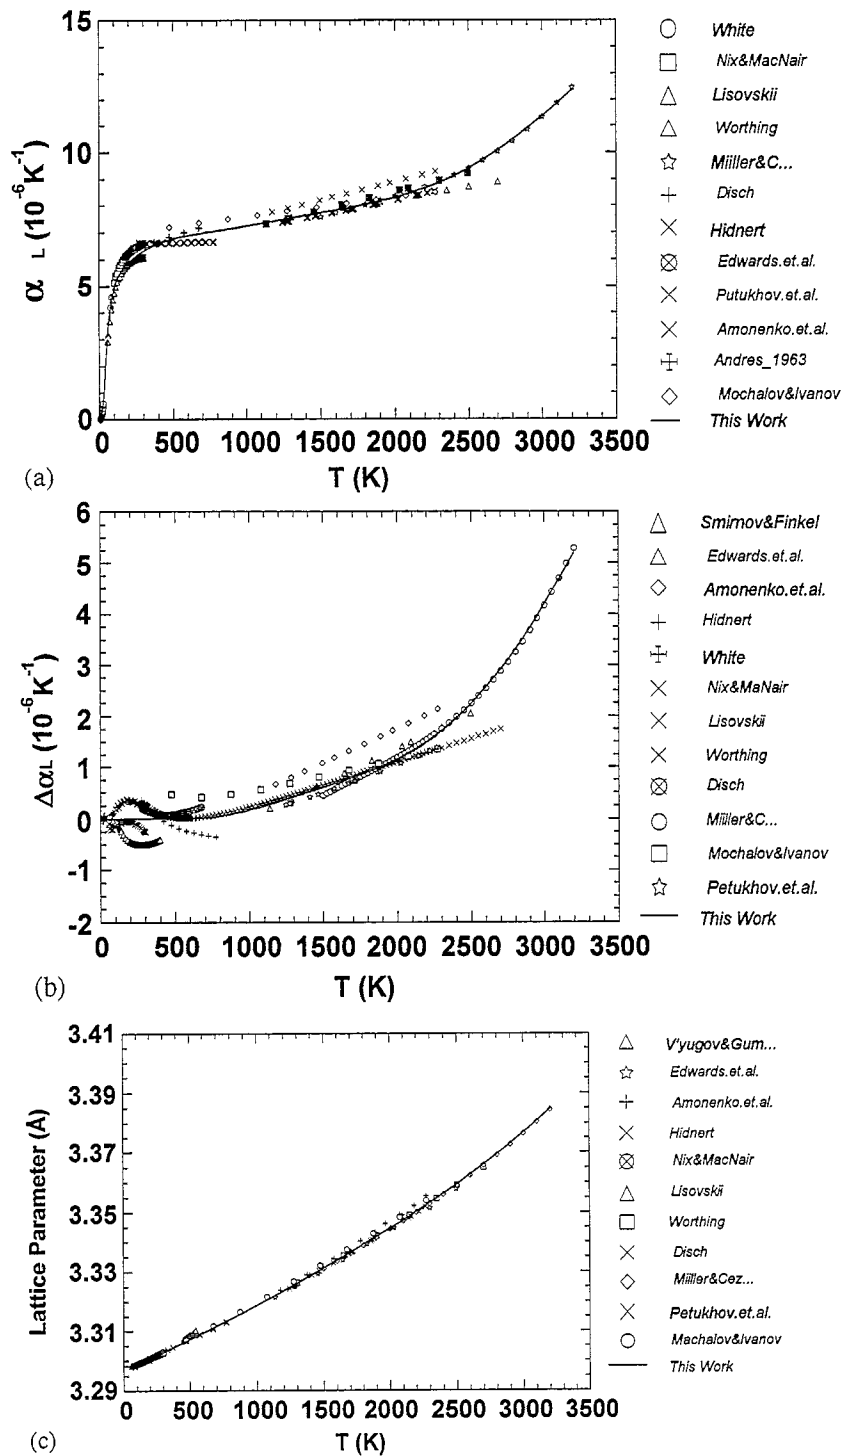 15
10
5
0
α L (10⁻⁶K⁻¹)
0 500 1000 1500 2000 2500 3000 3500
T (K)
(a)
White
Nix&MacNair
Lisovskii
Worthing
Miiller&C...
Disch
Hidnert
Edwards.et.al.
Putukhov.et.al.
Amonenko.et.al.
Andres_1963
Mochalov&Ivanov
This Work
6
5
4
3
2
1
0
-1
-2
ΔαL (10⁻⁶K⁻¹)
0 500 1000 1500 2000 2500 3000 3500
T (K)
(b)
Smirnov&Finkel
Edwards.et.al.
Amonenko.et.al.
Hidnert
White
Nix&MaNair
Lisovskii
Worthing
Disch
Miiller&C...
Mochalov&Ivanov
Petukhov.et.al.
This Work
3.41
3.39
3.37
3.35
3.33
3.31
3.29
Lattice Parameter (Å)
0 500 1000 1500 2000 2500 3000 3500
T (K)
(c)
V'yugov&Gum...
Edwards.et.al.
Amonenko.et.al.
Hidnert
Nix&MacNair
Lisovskii
Worthing
Disch
Miiller&Cez...
Petukhov.et.al.
Machalov&Ivanov
This Work